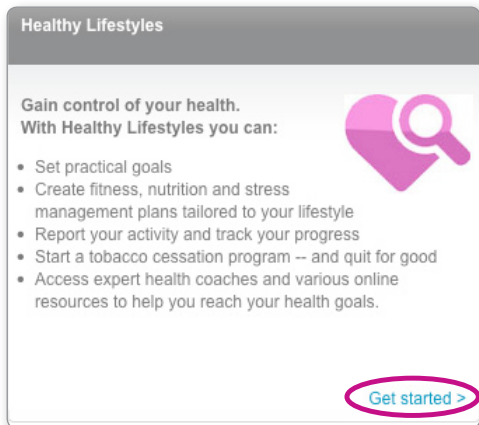 Healthy Lifestyles
Gain control of your health.
With Healthy Lifestyles you can:
• Set practical goals
• Create fitness, nutrition and stress
management plans tailored to your lifestyle
• Report your activity and track your progress
• Start a tobacco cessation program -- and quit for good
• Access expert health coaches and various online
resources to help you reach your health goals.
Get started >